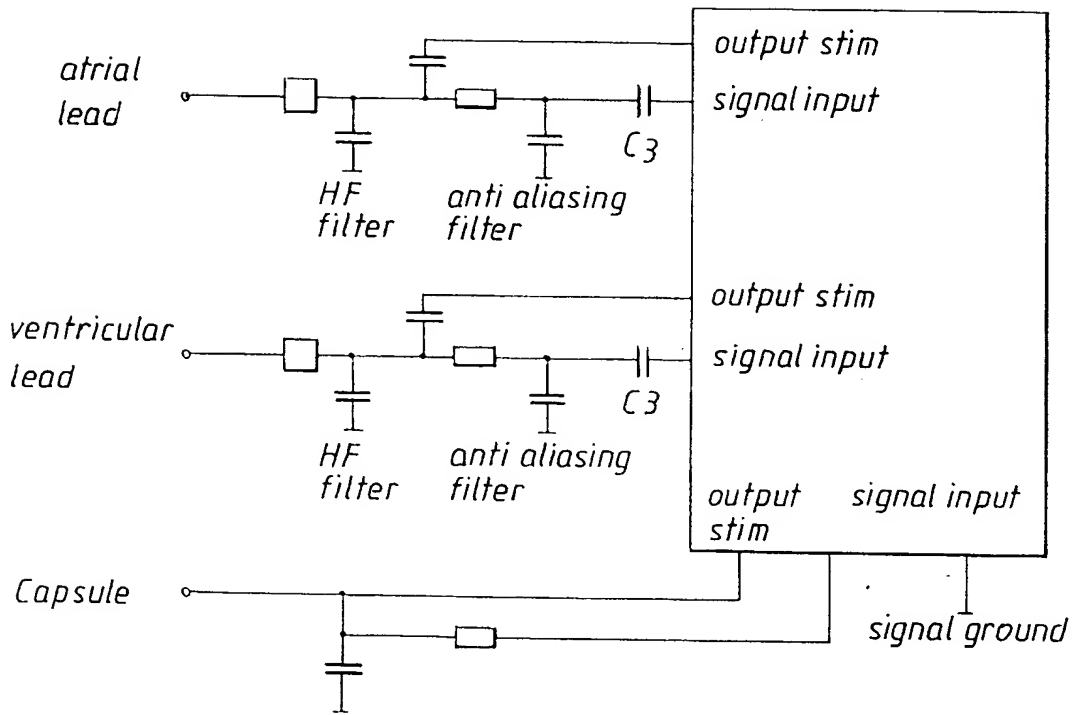 atrial
lead
output stim
signal input
C3
HF
filter
anti aliasing
filter
ventricular
lead
output stim
signal input
C3
HF
filter
anti aliasing
filter
output
stim
signal input
Capsule
signal ground